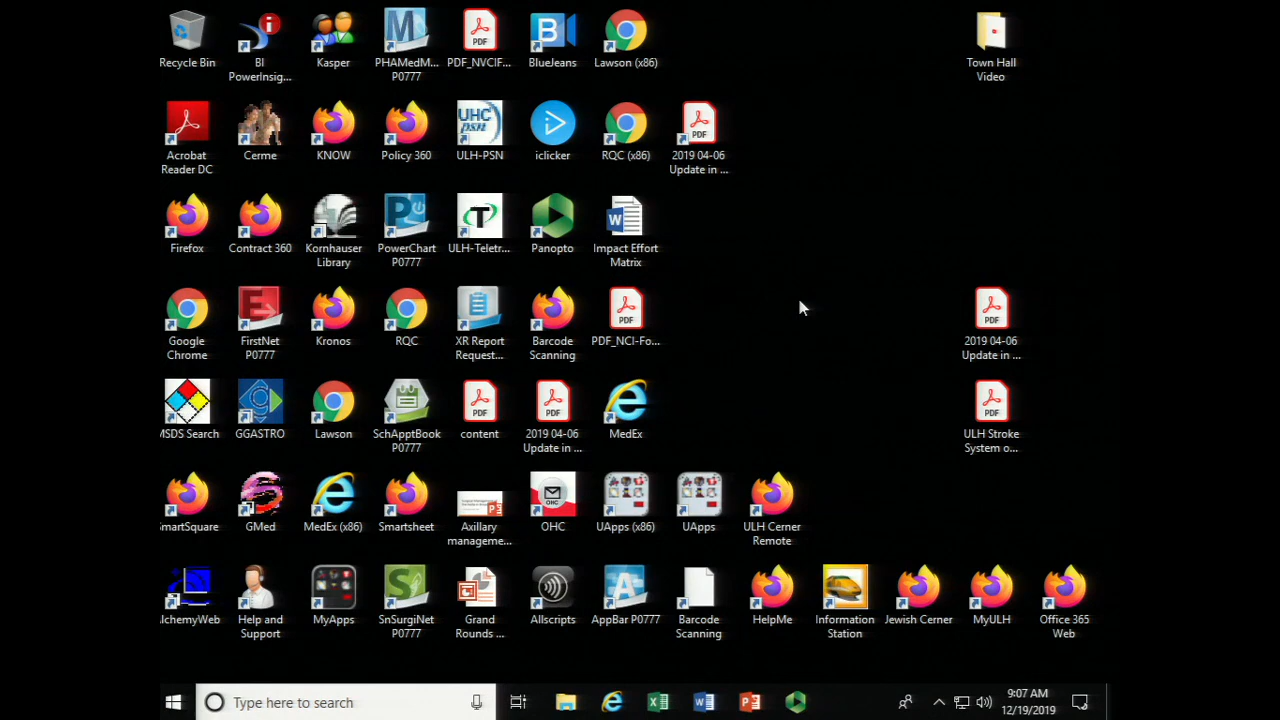 Recycle Bin
BI
PowerInsig...
Kasper
PHAMedM...
P0777
PDF_NVCIF...
BlueJeans
Lawson (x86)
Town Hall
Video
Acrobat
Reader DC
Cerme
KNOW
Policy 360
UHC
psn
ULH-PSN
iclicker
RQC (x86)
2019 04-06
Update in ...
Firefox
Contract 360
Kornhauser
Library
PowerChart
P0777
ULH-Teletr...
Panopto
Impact Effort
Matrix
Google
Chrome
FirstNet
P0777
Kronos
RQC
XR Report
Request...
Barcode
Scanning
PDF_NCI-Fo...
2019 04-06
Update in ...
MSDS Search
GGASTRO
Lawson
SchApptBook
P0777
content
2019 04-06
Update in ...
MedEx
ULH Stroke
System o...
SmartSquare
GMed
MedEx (x86)
Smartsheet
Axillary
manageme...
OHC
OHC
UApps (x86)
UApps
ULH Cerner
Remote
AlchemyWeb
Help and
Support
MyApps
SnSurgiNet
P0777
Grand
Rounds ...
Allscripts
AppBar P0777
Barcode
Scanning
HelpMe
Information
Station
Jewish Cerner
MyULH
Office 365
Web
Type here to search
9:07 AM
12/19/2019